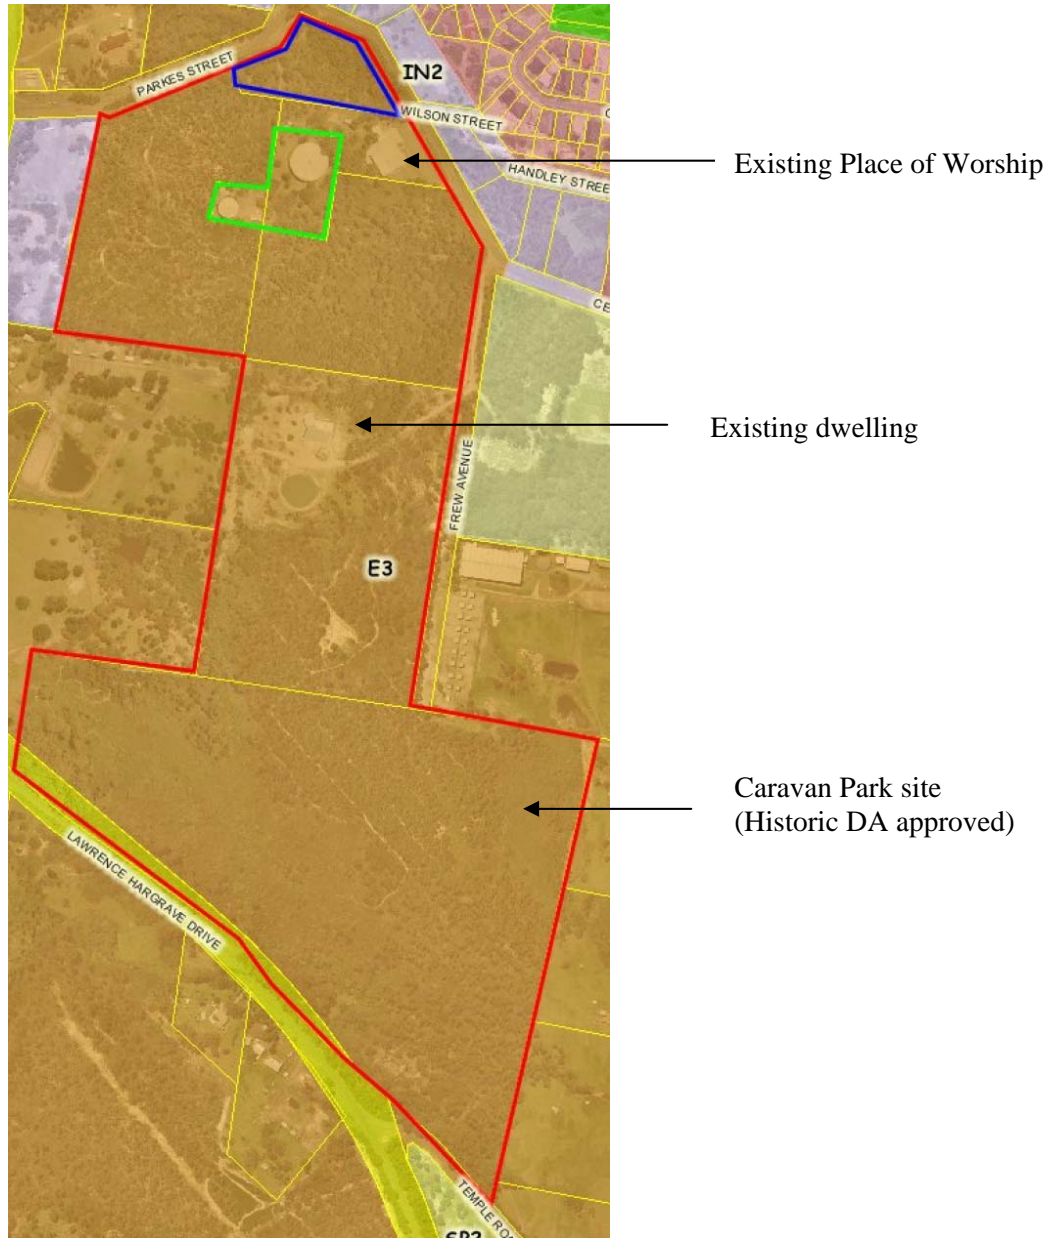 PARKES STREET
IN2
WILSON STREET
Existing Place of Worship
HANDLEY STREE
CE
Existing dwelling
FREW AVENUE
E3
Caravan Park site
(Historic DA approved)
LAWRENCE HARGRAVE DRIVE
TEMPLE RO